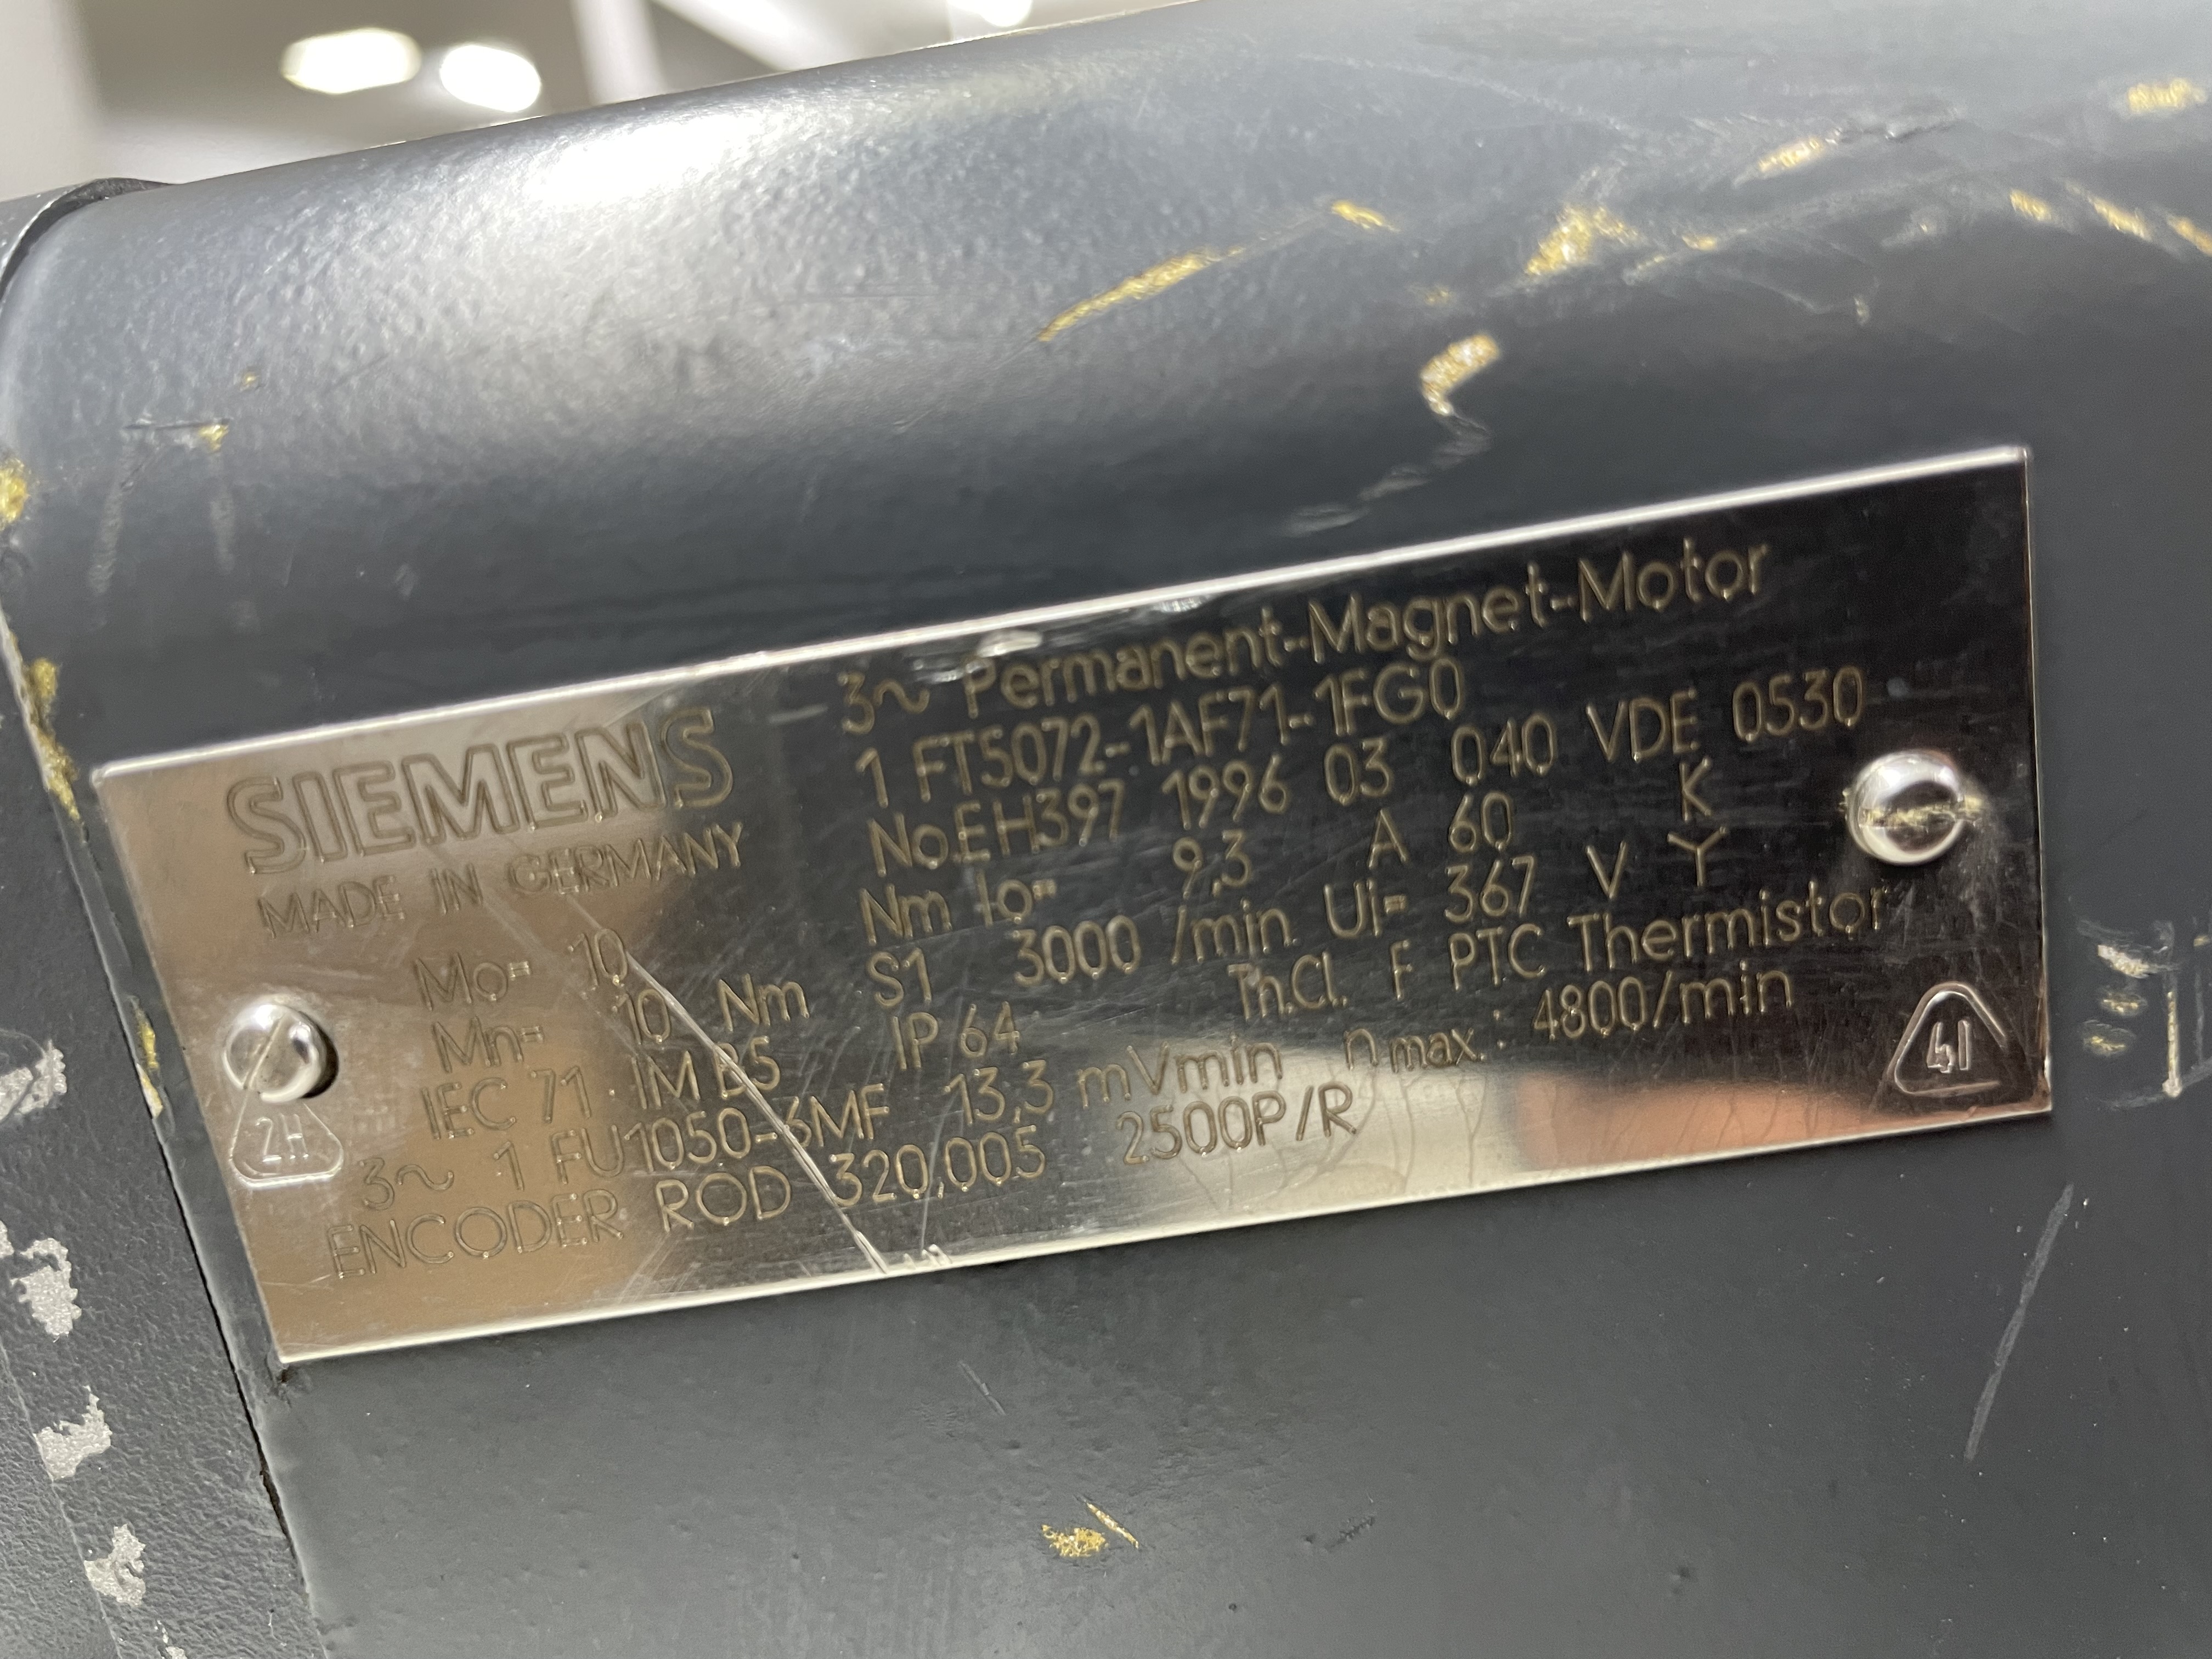 SIEMENS
MADE IN GERMANY
3~ Permanent-Magnet-Motor
1 FT5072-1AF71-1FG0
No.EH397 1996 03 040 VDE 0530
Mo= 10 Nm Io= 9,3 A 60 K
Mn= 10 Nm S1 3000 /min Ui= 367 V Y
IEC 71 IM B5 IP 64 Th.Cl. F PTC Thermistor
3~ 1 FU1050-6MF 13,3 mVmin nmax. 4800/min
ENCODER ROD 320.005 2500P/R
2H
41